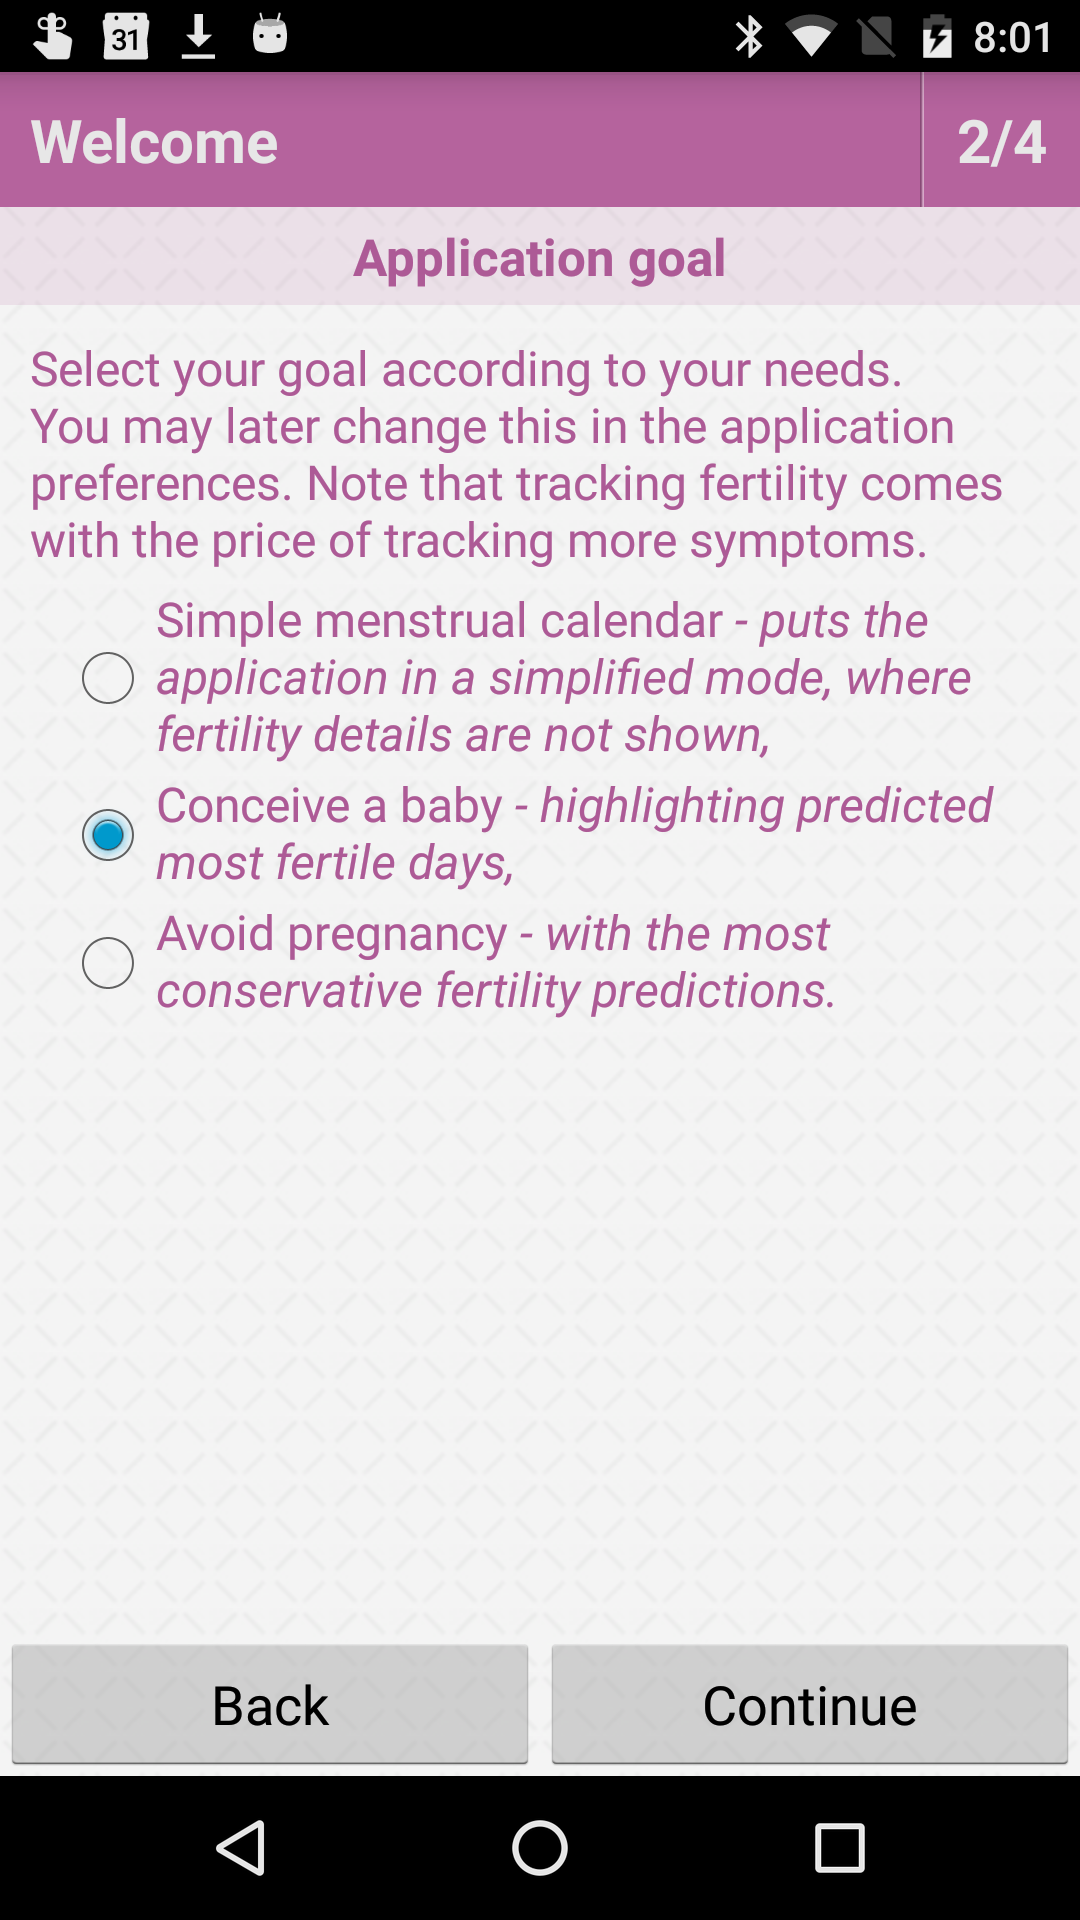 31
8:01
Welcome
2/4
Application goal
Select your goal according to your needs.
You may later change this in the application
preferences. Note that tracking fertility comes
with the price of tracking more symptoms.
Simple menstrual calendar - puts the
application in a simplified mode, where
fertility details are not shown,
Conceive a baby - highlighting predicted
most fertile days,
Avoid pregnancy - with the most
conservative fertility predictions.
Back
Continue